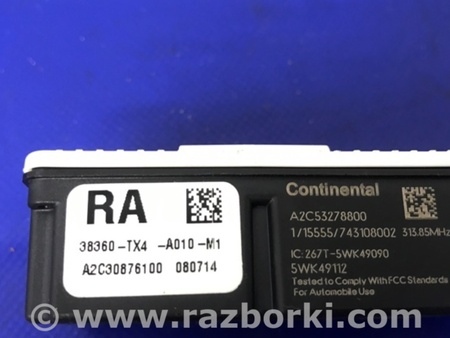 RA
38360-TX4 -A010-M1
A2C30876100 080714
Continental
A2C53278800
1/15555/743108002 313.85MHz
IC: 267T-5WK49090
5WK49112
Tested to Comply With FCC Standards
For Automobile Use
www.razborki.com